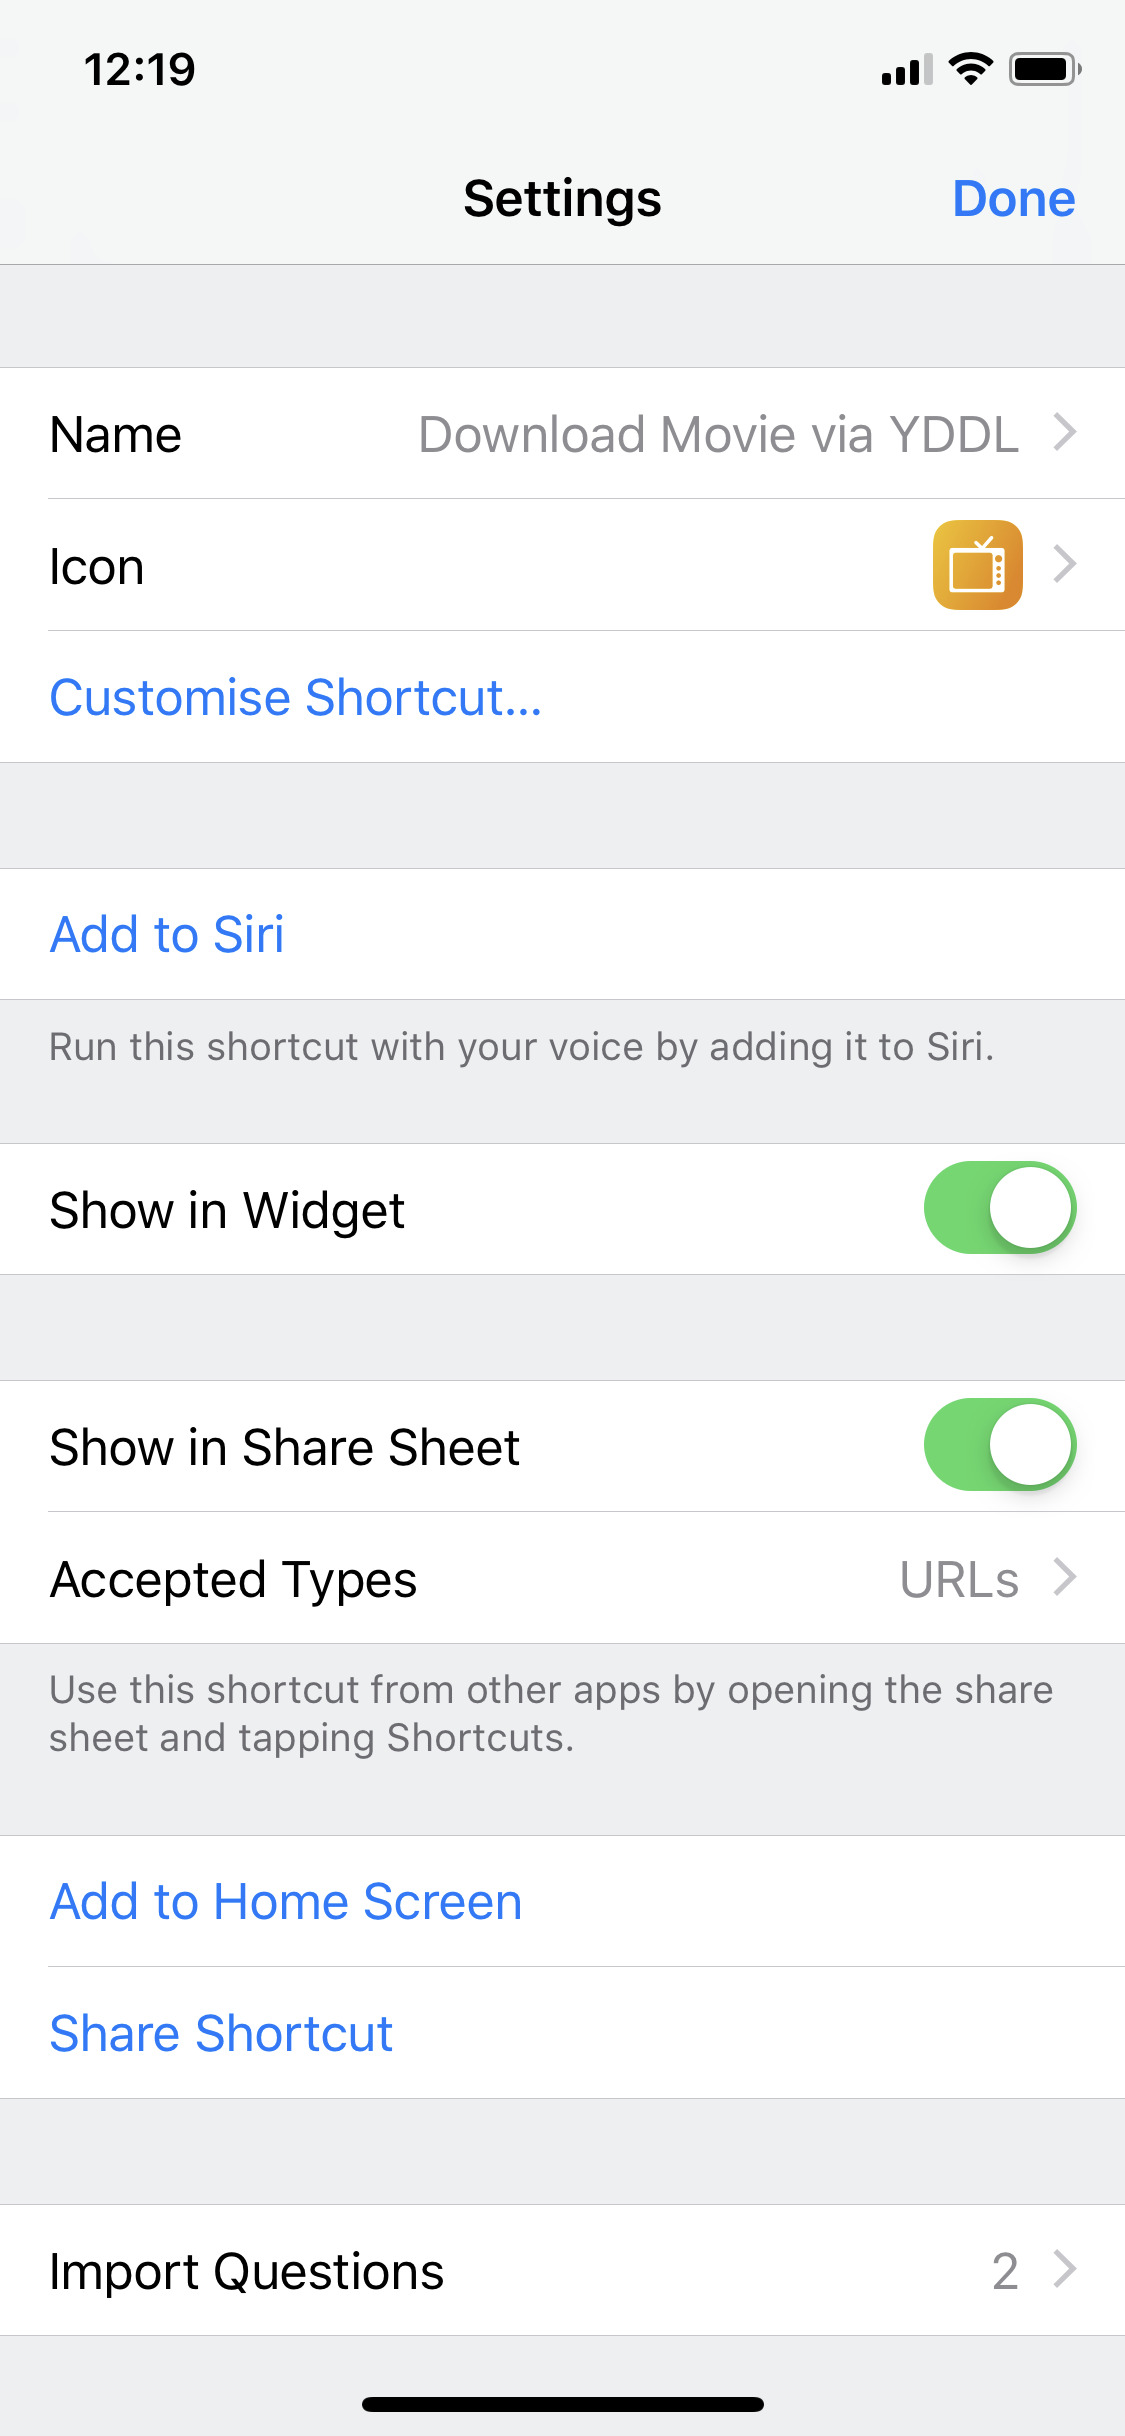 12:19
Settings
Done
Name
Download Movie via YDDL
Icon
Customise Shortcut...
Add to Siri
Run this shortcut with your voice by adding it to Siri.
Show in Widget
Show in Share Sheet
Accepted Types
URLs
Use this shortcut from other apps by opening the share
sheet and tapping Shortcuts.
Add to Home Screen
Share Shortcut
Import Questions
2